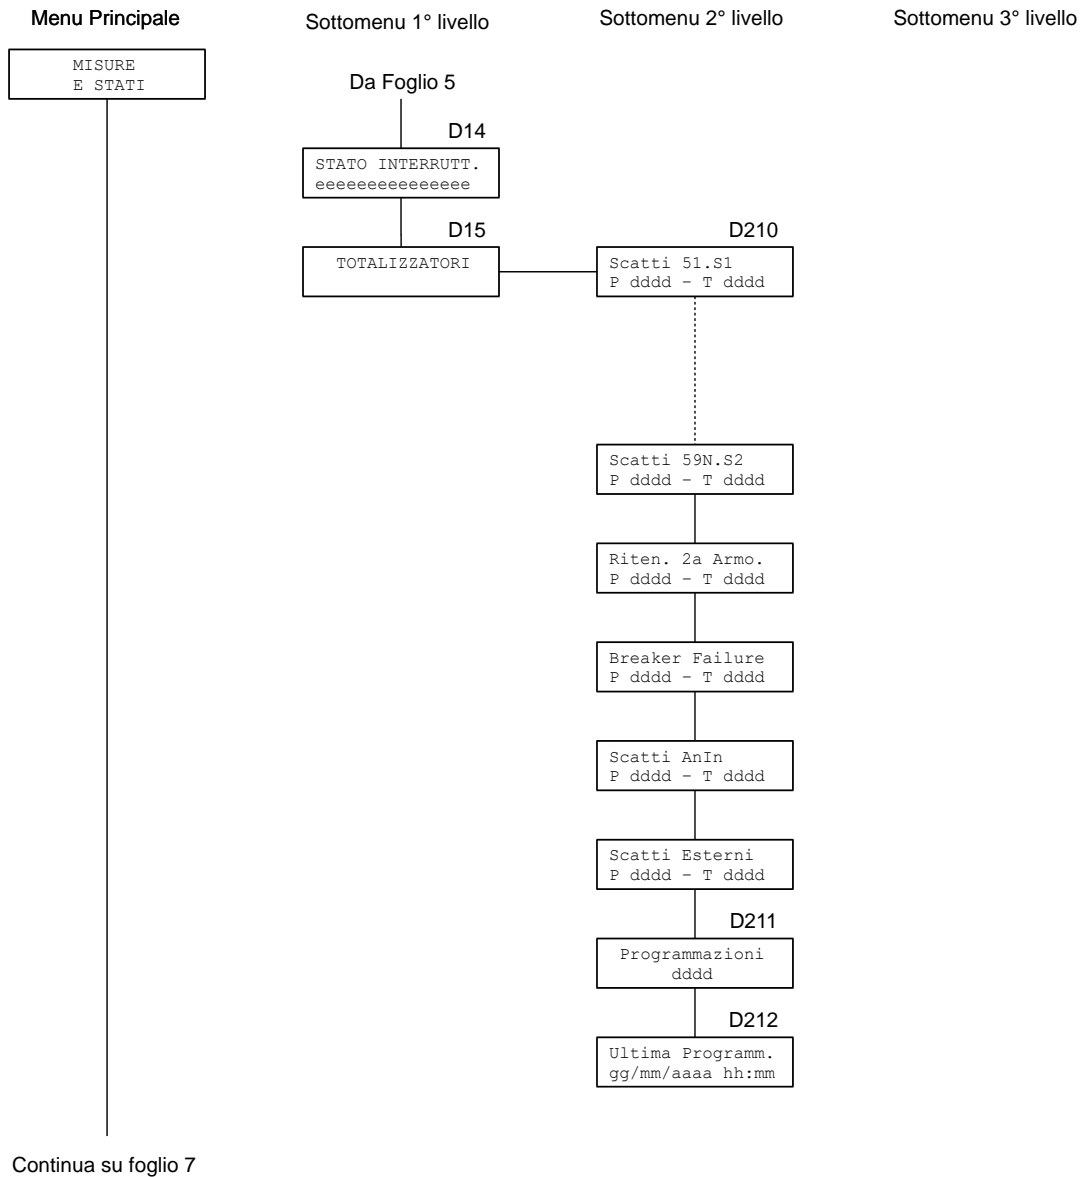 Menu Principale
Sottomenu 1° livello
Sottomenu 2° livello
Sottomenu 3° livello
MISURE
E STATI
Da Foglio 5
D14
STATO INTERRUTT.
eeeeeeeeeeeeeee
D15
TOTALIZZATORI
D210
Scatti 51.S1
P dddd – T dddd
Scatti 59N.S2
P dddd – T dddd
Riten. 2a Armo.
P dddd – T dddd
Breaker Failure
P dddd – T dddd
Scatti AnIn
P dddd – T dddd
Scatti Esterni
P dddd – T dddd
D211
Programmazioni
dddd
D212
Ultima Programm.
gg/mm/aaaa hh:mm
Continua su foglio 7